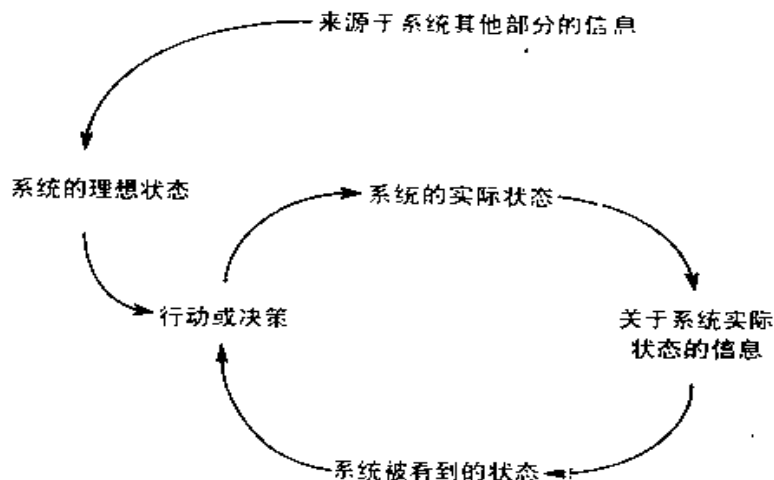 来源于系统其他部分的信息
系统的理想状态
系统的实际状态
行动或决策
关于系统实际
状态的信息
系统被看到的状态